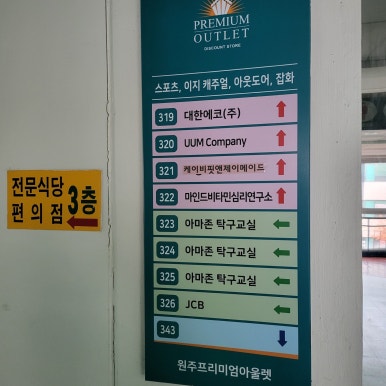 PREMIUM
OUTLET
DISCOUNT STORE
스포츠, 이지 캐주얼, 아웃도어, 잡화
319 대한에코(주)
320 UUM Company
321 케이비핏앤제이메이드
322 마인드비타민심리연구소
323 아마존 탁구교실
324 아마존 탁구교실
325 아마존 탁구교실
326 JCB
343
원주프리미엄아울렛
전문식당
편의점
3층